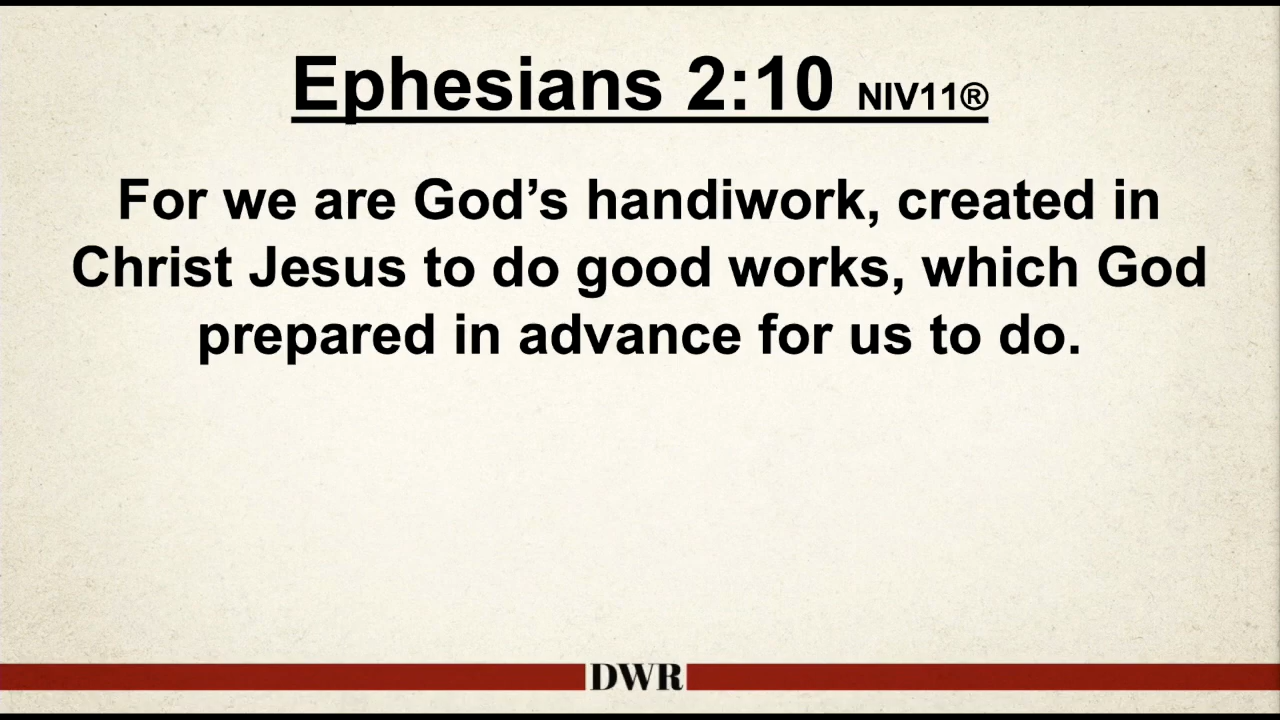 Ephesians 2:10 NIV11®
For we are God’s handiwork, created in
Christ Jesus to do good works, which God
prepared in advance for us to do.
DWR